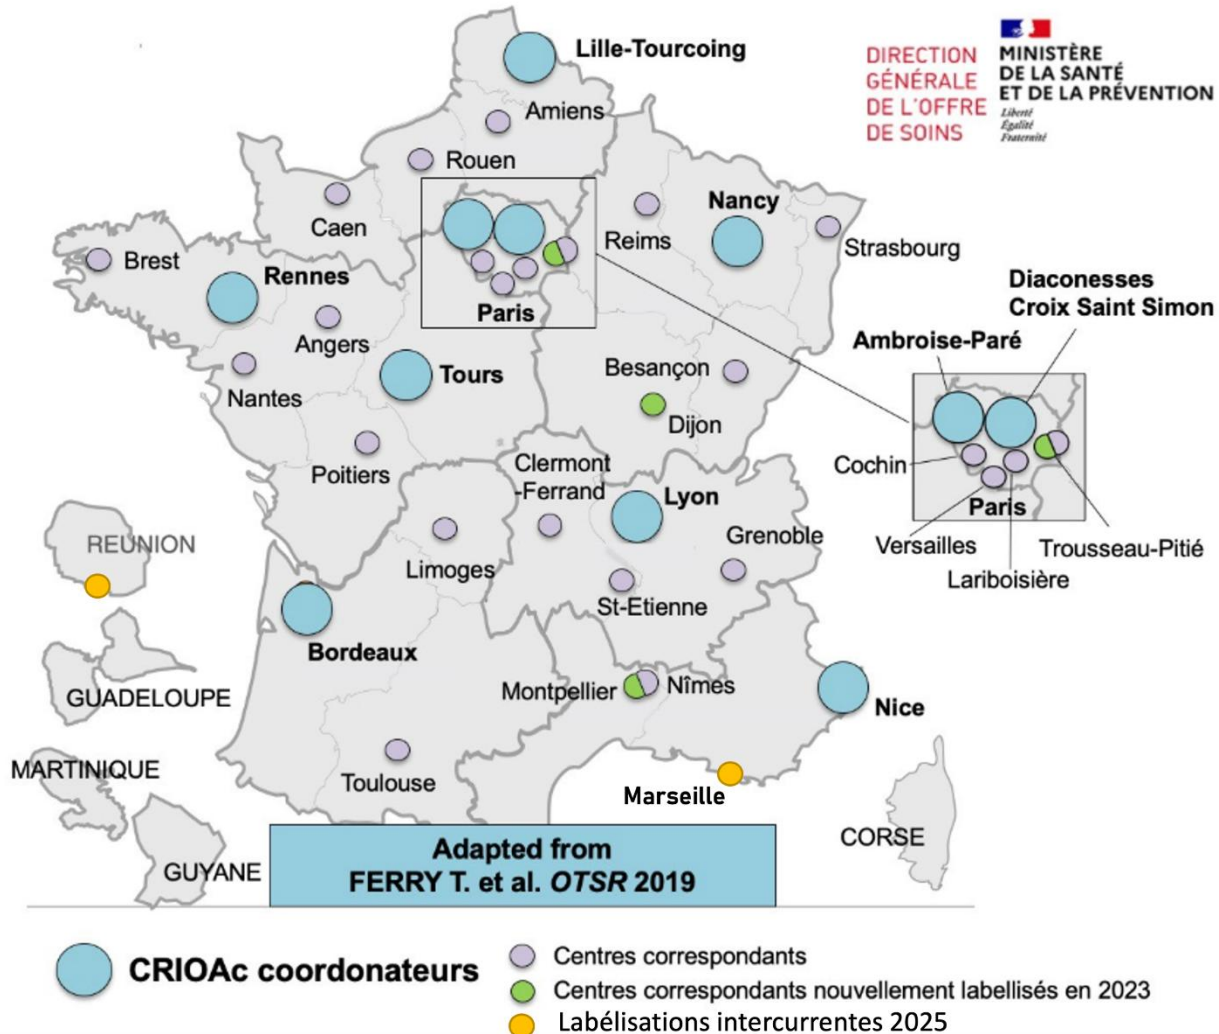 DIRECTION
GÉNÉRALE
DE L'OFFRE
DE SOINS
MINISTÈRE
DE LA SANTÉ
ET DE LA PRÉVENTION
Liberté
Égalité
Fraternité
Lille-Tourcoing
Amiens
Rouen
Caen
Reims
Nancy
Strasbourg
Brest
Rennes
Paris
Angers
Nantes
Tours
Besançon
Dijon
Poitiers
Diaconesses
Croix Saint Simon
Ambroise-Paré
Cochin
Paris
Versailles
Trousseau-Pitié
Lariboisière
Clermont
-Ferrand
Lyon
Grenoble
Limoges
St-Etienne
REUNION
Bordeaux
GUADELOUPE
Montpellier
Nîmes
Nice
MARTINIQUE
Toulouse
Marseille
CORSE
GUYANE
Adapted from
FERRY T. et al. OTSR 2019
CRIOAc coordonateurs
Centres correspondants
Centres correspondants nouvellement labellisés en 2023
Labélisations intercurrentes 2025